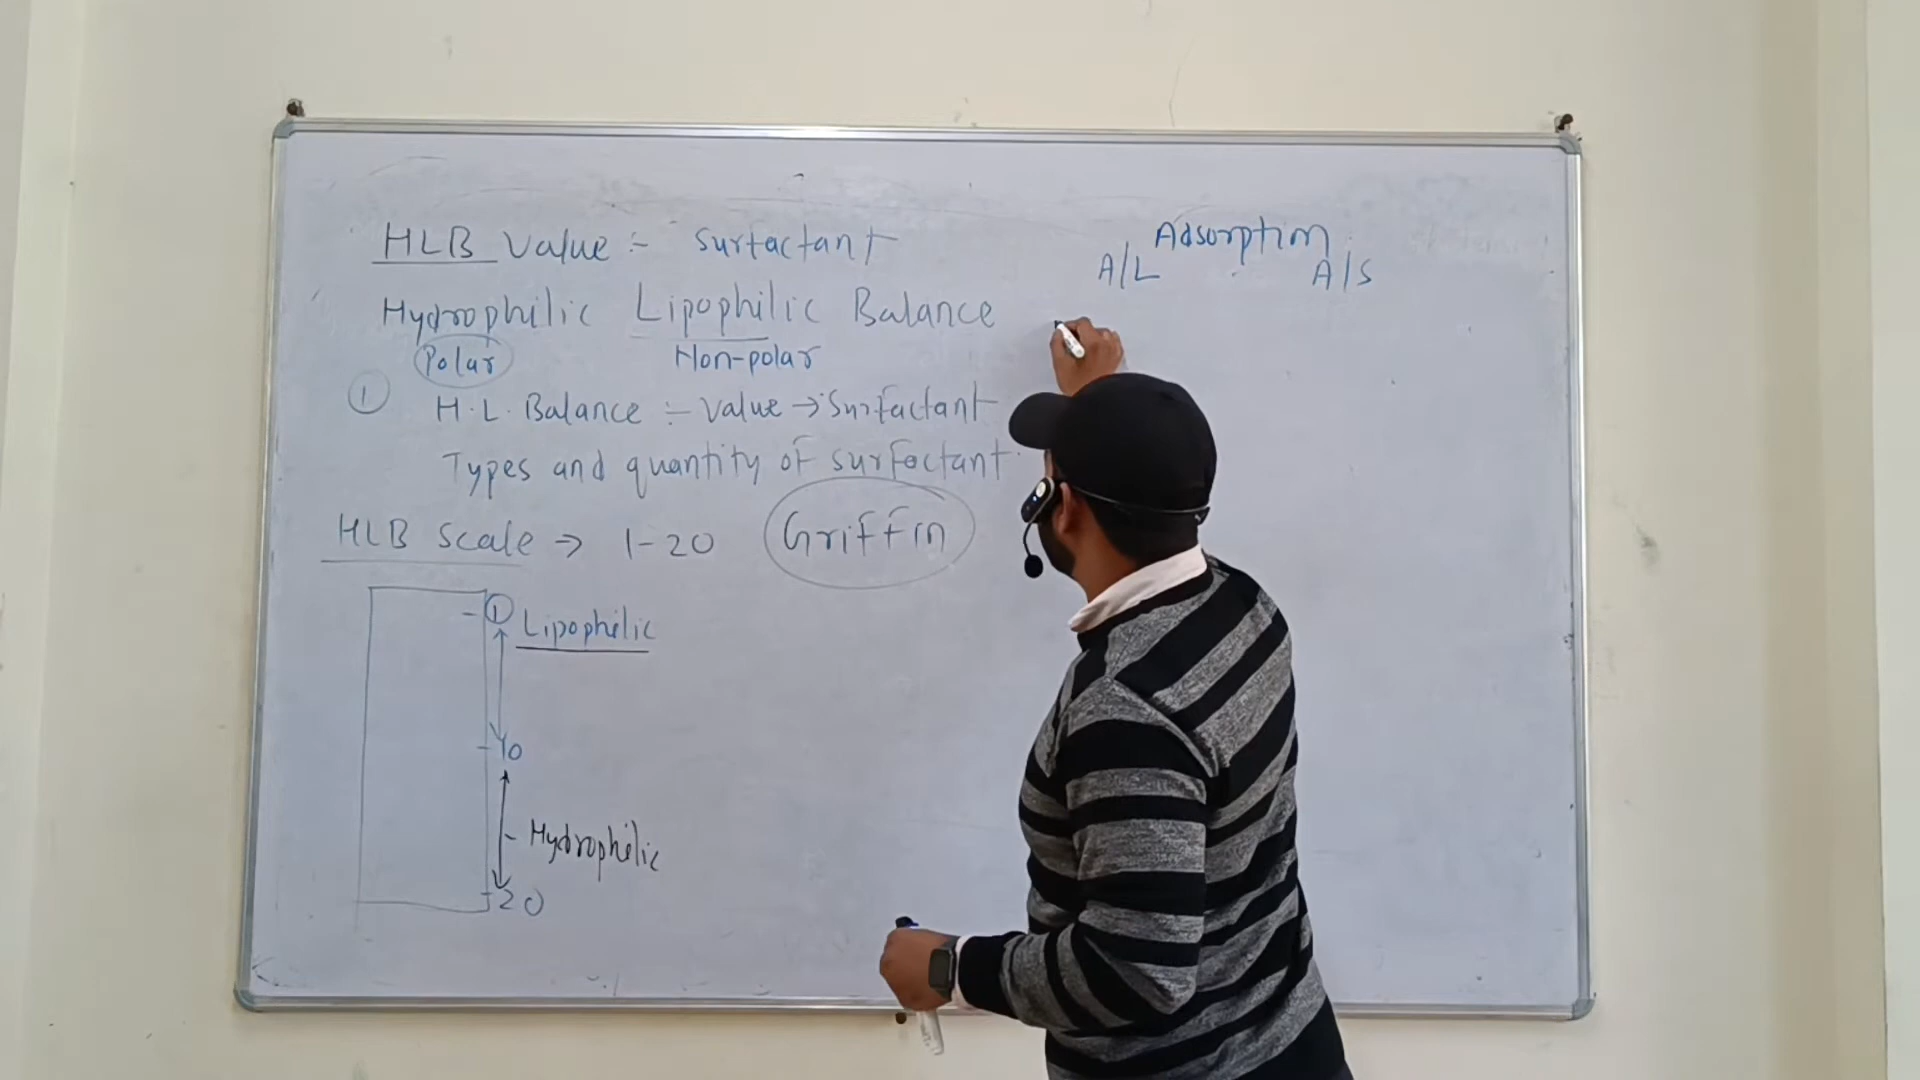 HLB Value :- Surfactant
Hydrophilic Lipophilic Balance
Polar Non-polar
① H.L. Balance :- Value → Surfactant
Types and quantity of surfactant.
HLB Scale → 1-20 Griffin
① Lipophilic
10
- Hydrophilic
20
Adsorption
A/L A/S